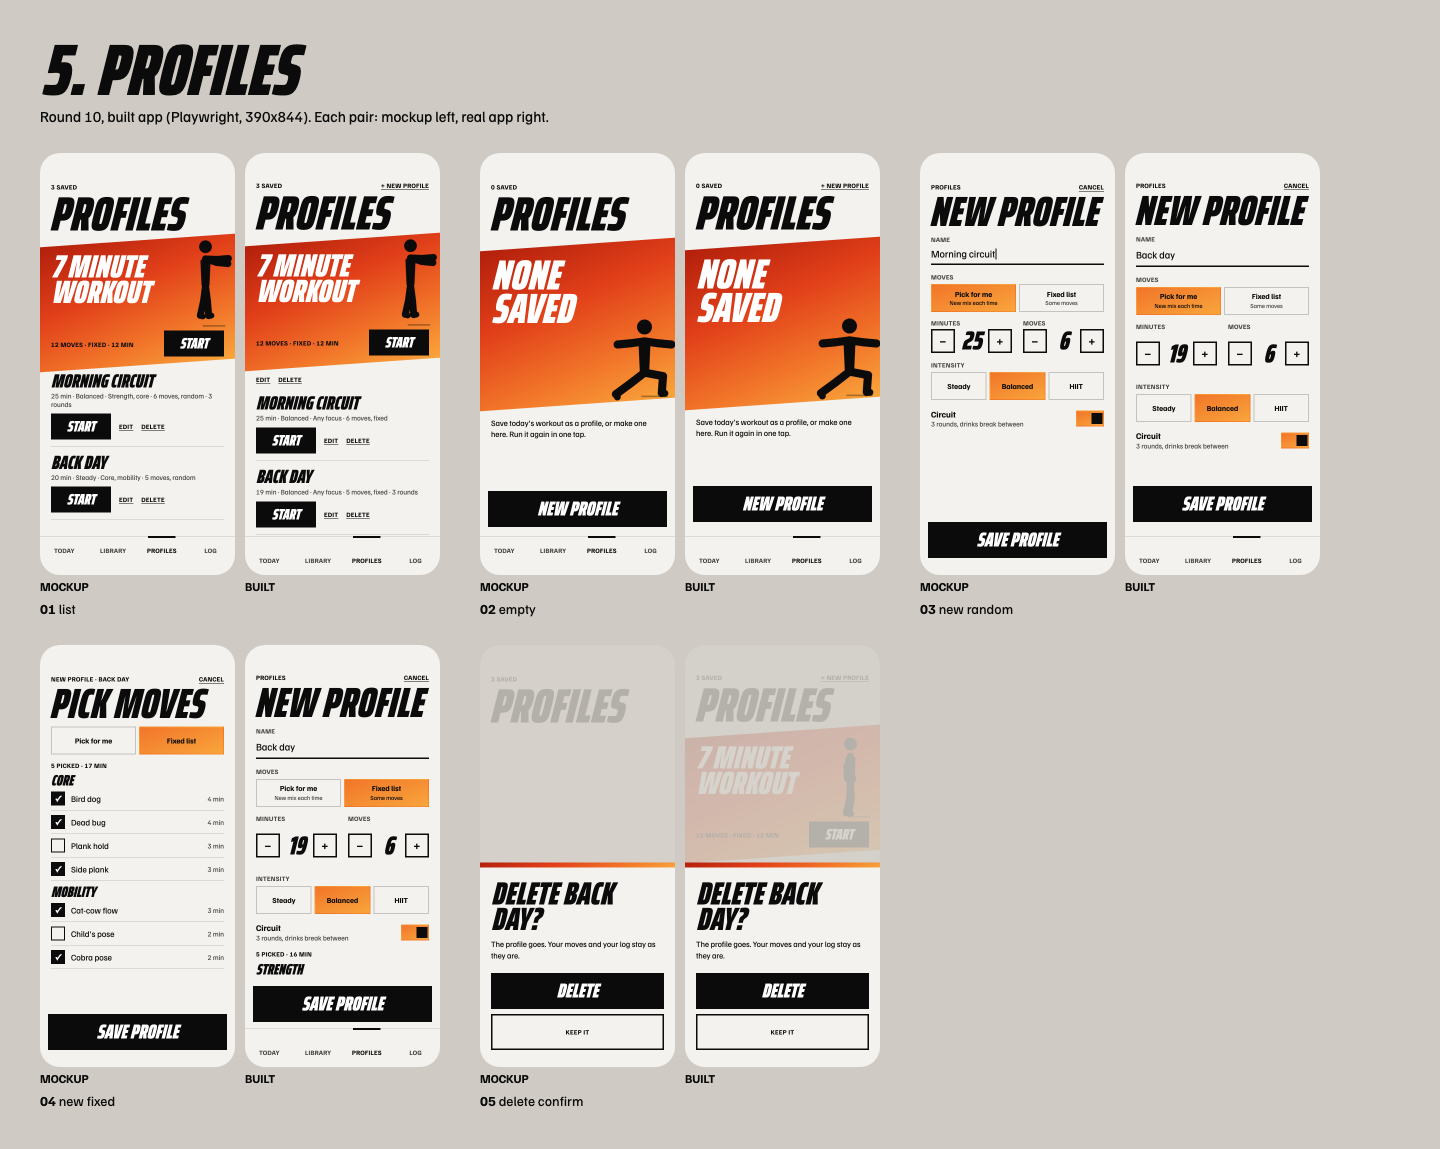 5. PROFILES
Round 10, built app (Playwright, 390x844). Each pair: mockup left, real app right.
3 SAVED
PROFILES
7 MINUTE
WORKOUT
12 MOVES · FIXED · 12 MIN
START
MORNING CIRCUIT
25 min · Balanced · Strength, core · 6 moves, random · 3
rounds
START
EDIT
DELETE
BACK DAY
20 min · Steady · Core, mobility · 5 moves, random
START
EDIT
DELETE
TODAY
LIBRARY
PROFILES
LOG
MOCKUP
3 SAVED
+ NEW PROFILE
PROFILES
7 MINUTE
WORKOUT
12 MOVES · FIXED · 12 MIN
START
EDIT
DELETE
MORNING CIRCUIT
25 min · Balanced · Any focus · 6 moves, fixed
START
EDIT
DELETE
BACK DAY
19 min · Balanced · Any focus · 5 moves, fixed · 3 rounds
START
EDIT
DELETE
TODAY
LIBRARY
PROFILES
LOG
BUILT
01 list
0 SAVED
PROFILES
NONE
SAVED
Save today's workout as a profile, or make one
here. Run it again in one tap.
NEW PROFILE
TODAY
LIBRARY
PROFILES
LOG
MOCKUP
0 SAVED
+ NEW PROFILE
PROFILES
NONE
SAVED
Save today's workout as a profile, or make one
here. Run it again in one tap.
NEW PROFILE
TODAY
LIBRARY
PROFILES
LOG
BUILT
02 empty
PROFILES
CANCEL
NEW PROFILE
NAME
Morning circuit
MOVES
Pick for me
New mix each time
Fixed list
Some moves
MINUTES
MOVES
− 25 +
− 6 +
INTENSITY
Steady
Balanced
HIIT
Circuit
3 rounds, drinks break between
SAVE PROFILE
MOCKUP
PROFILES
CANCEL
NEW PROFILE
NAME
Back day
MOVES
Pick for me
New mix each time
Fixed list
Some moves
MINUTES
MOVES
− 19 +
− 6 +
INTENSITY
Steady
Balanced
HIIT
Circuit
3 rounds, drinks break between
SAVE PROFILE
TODAY
LIBRARY
PROFILES
LOG
BUILT
03 new random
NEW PROFILE · BACK DAY
CANCEL
PICK MOVES
Pick for me
Fixed list
5 PICKED · 17 MIN
CORE
Bird dog
4 min
Dead bug
4 min
Plank hold
3 min
Side plank
3 min
MOBILITY
Cat-cow flow
3 min
Child's pose
2 min
Cobra pose
2 min
SAVE PROFILE
MOCKUP
PROFILES
CANCEL
NEW PROFILE
NAME
Back day
MOVES
Pick for me
New mix each time
Fixed list
Some moves
MINUTES
MOVES
− 19 +
− 6 +
INTENSITY
Steady
Balanced
HIIT
Circuit
3 rounds, drinks break between
5 PICKED · 16 MIN
STRENGTH
SAVE PROFILE
TODAY
LIBRARY
PROFILES
LOG
BUILT
04 new fixed
3 SAVED
PROFILES
DELETE BACK
DAY?
The profile goes. Your moves and your log stay as
they are.
DELETE
KEEP IT
MOCKUP
3 SAVED
+ NEW PROFILE
PROFILES
7 MINUTE
WORKOUT
12 MOVES · FIXED · 12 MIN
START
DELETE BACK
DAY?
The profile goes. Your moves and your log stay as
they are.
DELETE
KEEP IT
BUILT
05 delete confirm